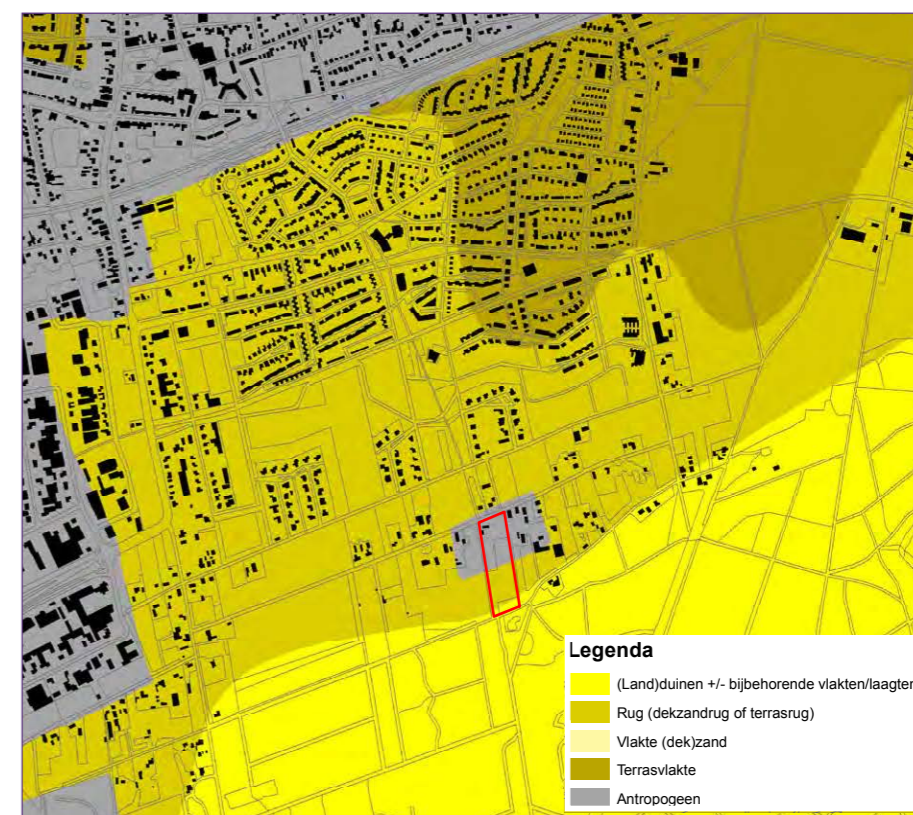 Legenda
(Land)duinen +/- bijbehorende vlakten/laagten
Rug (dekzandrug of terrasrug)
Vlakte (dek)zand
Terrasvlakte
Antropogeen